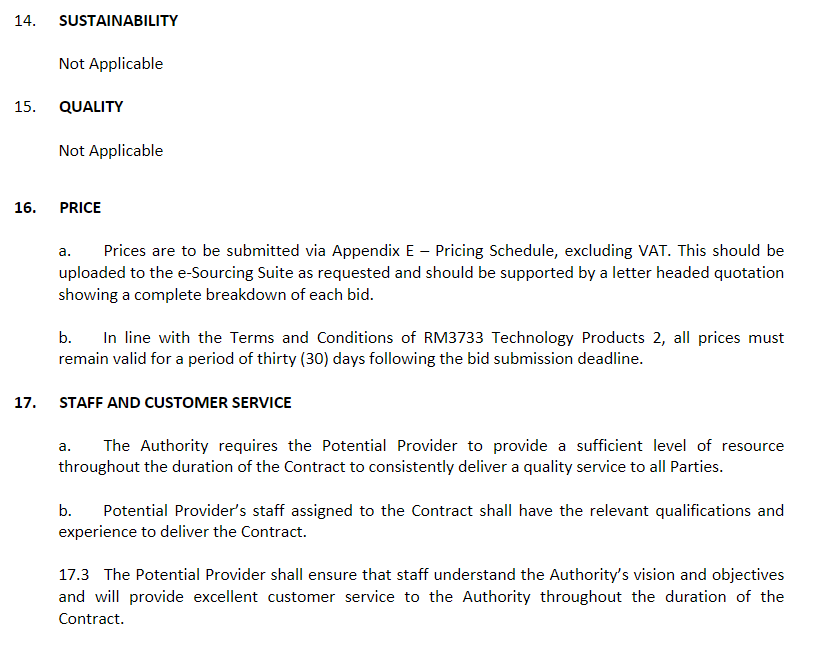 14. SUSTAINABILITY
Not Applicable
15. QUALITY
Not Applicable
16. PRICE
a. Prices are to be submitted via Appendix E – Pricing Schedule, excluding VAT. This should be
uploaded to the e-Sourcing Suite as requested and should be supported by a letter headed quotation
showing a complete breakdown of each bid.
b. In line with the Terms and Conditions of RM3733 Technology Products 2, all prices must
remain valid for a period of thirty (30) days following the bid submission deadline.
17. STAFF AND CUSTOMER SERVICE
a. The Authority requires the Potential Provider to provide a sufficient level of resource
throughout the duration of the Contract to consistently deliver a quality service to all Parties.
b. Potential Provider’s staff assigned to the Contract shall have the relevant qualifications and
experience to deliver the Contract.
17.3 The Potential Provider shall ensure that staff understand the Authority’s vision and objectives
and will provide excellent customer service to the Authority throughout the duration of the
Contract.